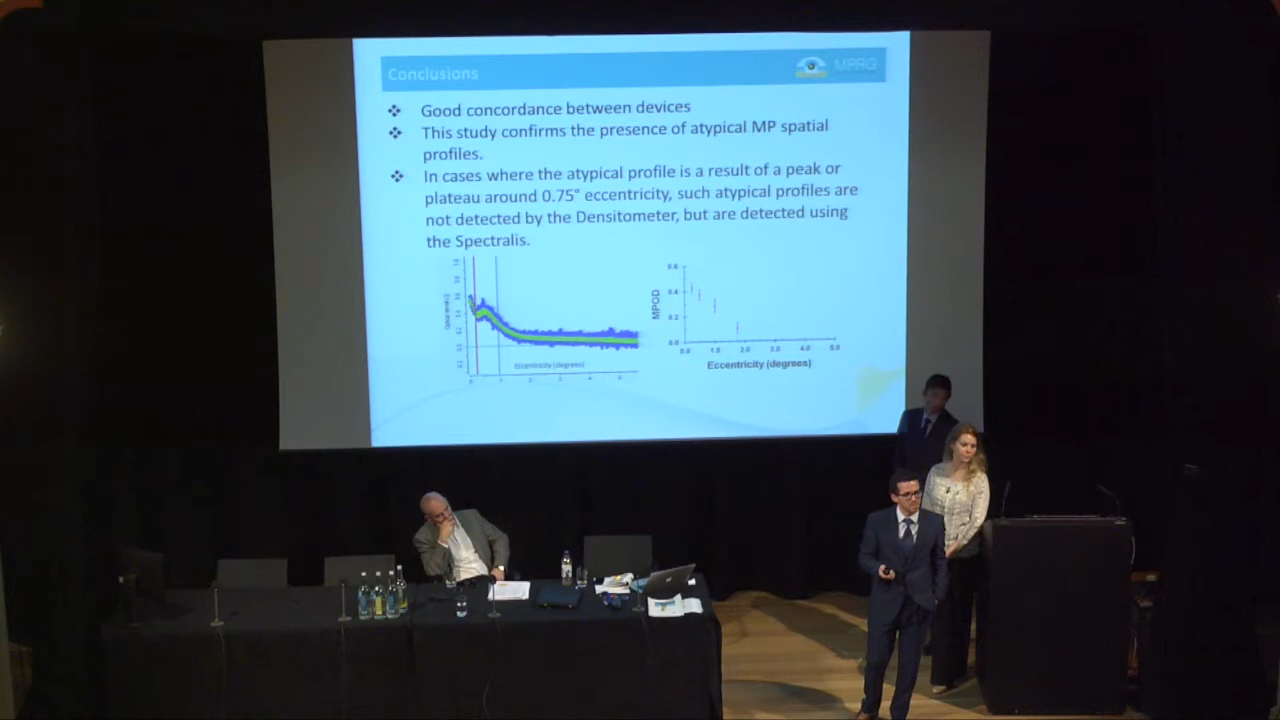 Conclusions
MPRG
❖ Good concordance between devices
❖ This study confirms the presence of atypical MP spatial
profiles.
❖ In cases where the atypical profile is a result of a peak or
plateau around 0.75° eccentricity, such atypical profiles are
not detected by the Densitometer, but are detected using
the Spectralis.
MPOD
0.6
0.4
0.2
0.0
0.0 1.0 2.0 3.0 4.0 5.0
Eccentricity (degrees)
Eccentricity (degrees)